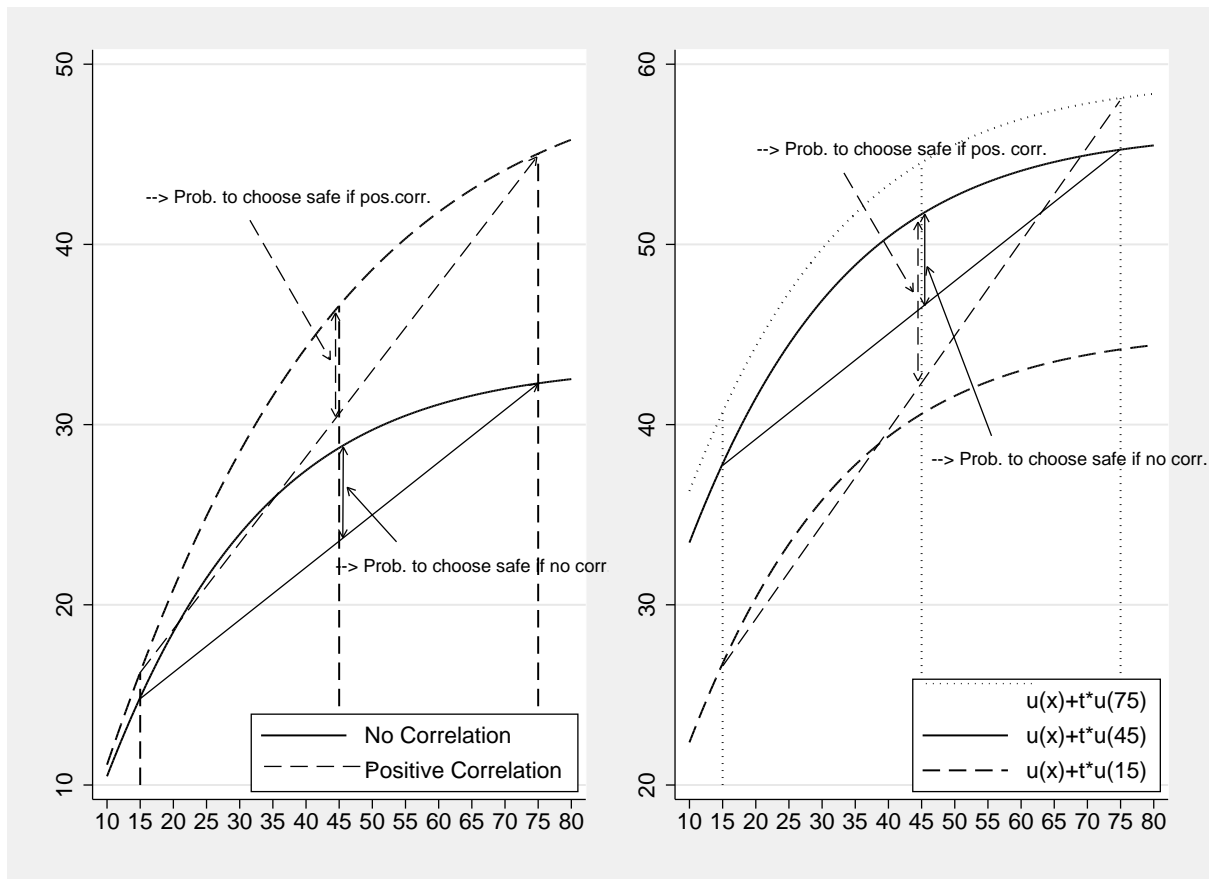 50
40
30
20
10
--> Prob. to choose safe if pos.corr.
--> Prob. to choose safe if no corr.
No Correlation
Positive Correlation
10 15 20 25 30 35 40 45 50 55 60 65 70 75 80
60
50
40
30
20
--> Prob. to choose safe if pos. corr.
--> Prob. to choose safe if no corr.
u(x)+t*u(75)
u(x)+t*u(45)
u(x)+t*u(15)
10 15 20 25 30 35 40 45 50 55 60 65 70 75 80